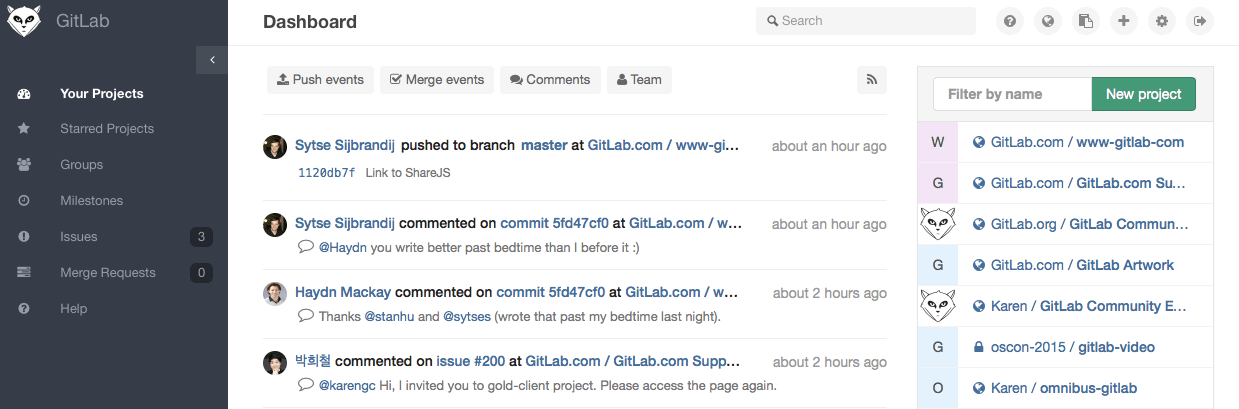 GitLab
Your Projects
Starred Projects
Groups
Milestones
Issues 3
Merge Requests 0
Help
Dashboard
Search
Push events Merge events Comments Team
Sytse Sijbrandij pushed to branch master at GitLab.com / www-gi... about an hour ago
1120db7f Link to ShareJS
Sytse Sijbrandij commented on commit 5fd47cf0 at GitLab.com / w... about an hour ago
@Haydn you write better past bedtime than I before it :)
Haydn Mackay commented on commit 5fd47cf0 at GitLab.com / w... about 2 hours ago
Thanks @stanhu and @sytses (wrote that past my bedtime last night).
박희철 commented on issue #200 at GitLab.com / GitLab.com Supp... about 2 hours ago
@karengc Hi, I invited you to gold-client project. Please access the page again.
Filter by name New project
W GitLab.com / www-gitlab-com
G GitLab.com / GitLab.com Su...
GitLab.org / GitLab Commun...
G GitLab.com / GitLab Artwork
Karen / GitLab Community E...
G oscon-2015 / gitlab-video
O Karen / omnibus-gitlab